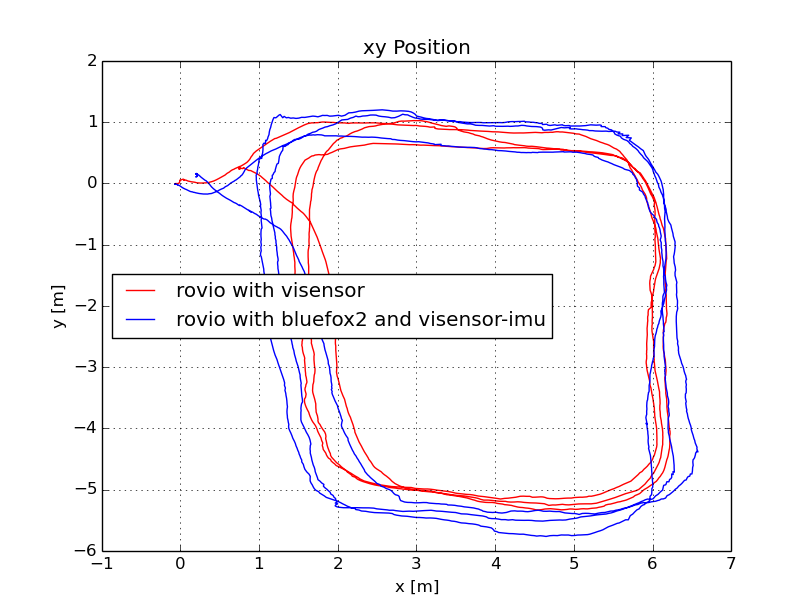 xy Position
2
1
0
−1
−2
−3
−4
−5
−6
y [m]
rovio with visensor
rovio with bluefox2 and visensor-imu
−1 0 1 2 3 4 5 6 7
x [m]